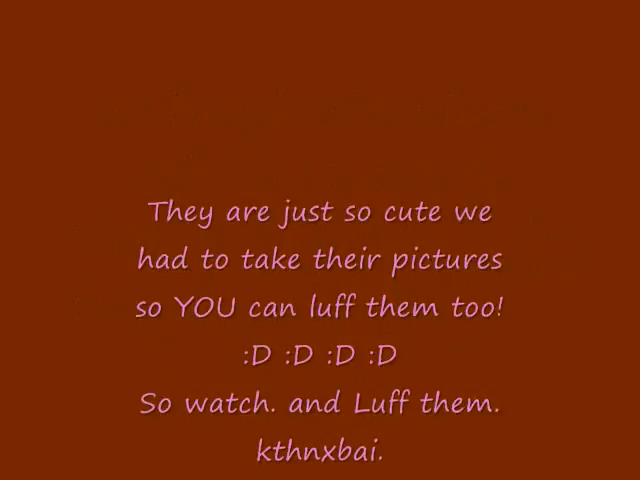 They are just so cute we
had to take their pictures
so YOU can luff them too!
:D :D :D :D
So watch. and Luff them.
kthnxbai.